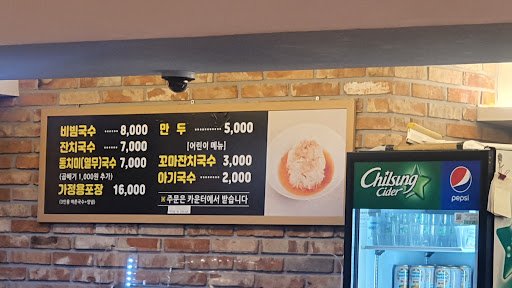 비빔국수 ······ 8,000
잔치국수 ······ 7,000
동치미(열무)국수 7,000
(곱빼기 1,000원 추가)
가정용포장 16,000
만 두 ·········· 5,000
[어린이 메뉴]
꼬마잔치국수 3,000
아기국수 ······ 2,000
※ 주문은 카운터에서 받습니다
Chilsung
Cider
pepsi